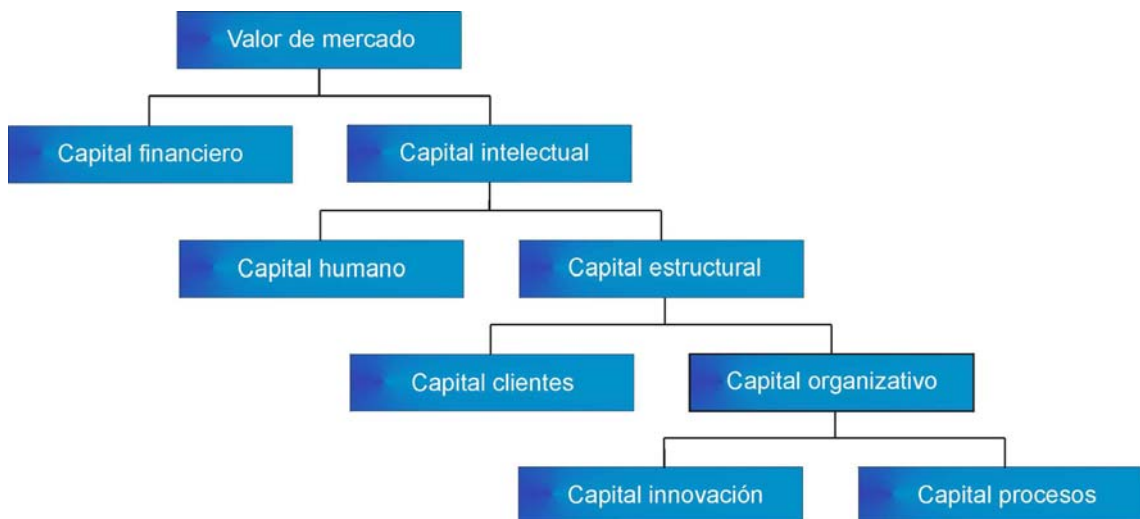 Valor de mercado
Capital financiero
Capital intelectual
Capital humano
Capital estructural
Capital clientes
Capital organizativo
Capital innovación
Capital procesos